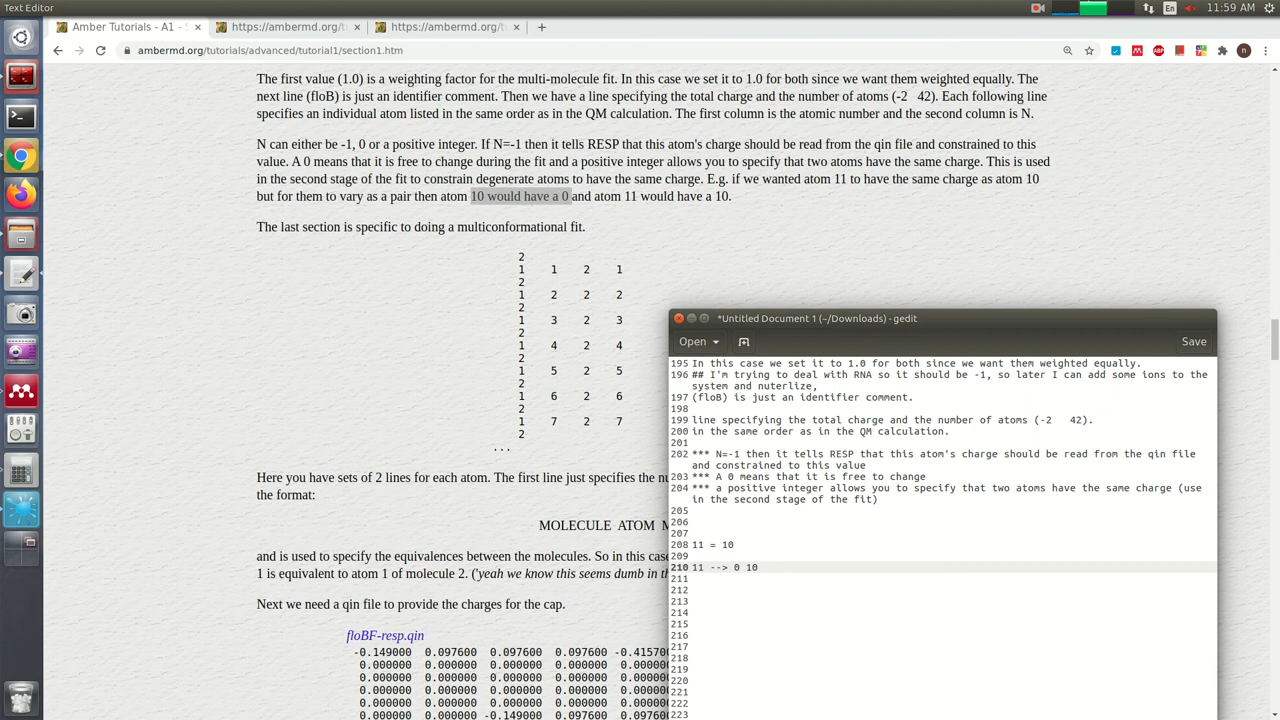 Text Editor
En
11:59 AM
Amber Tutorials - A1 - S
https://ambermd.org/t
https://ambermd.org/t
n
ambermd.org/tutorials/advanced/tutorial1/section1.htm
The first value (1.0) is a weighting factor for the multi-molecule fit. In this case we set it to 1.0 for both since we want them weighted equally. The
next line (floB) is just an identifier comment. Then we have a line specifying the total charge and the number of atoms (-2 42). Each following line
specifies an individual atom listed in the same order as in the QM calculation. The first column is the atomic number and the second column is N.
N can either be -1, 0 or a positive integer. If N=-1 then it tells RESP that this atom's charge should be read from the qin file and constrained to this
value. A 0 means that it is free to change during the fit and a positive integer allows you to specify that two atoms have the same charge. This is used
in the second stage of the fit to constrain degenerate atoms to have the same charge. E.g. if we wanted atom 11 to have the same charge as atom 10
but for them to vary as a pair then atom 10 would have a 0 and atom 11 would have a 10.
The last section is specific to doing a multiconformational fit.
2
1 1 2 1
2
1 2 2 2
2
1 3 2 3
2
1 4 2 4
2
1 5 2 5
2
1 6 2 6
2
1 7 2 7
2
...
Here you have sets of 2 lines for each atom. The first line just specifies the nu
the format:
MOLECULE ATOM M
and is used to specify the equivalences between the molecules. So in this case
1 is equivalent to atom 1 of molecule 2. ('yeah we know this seems dumb in th
Next we need a qin file to provide the charges for the cap.
floBF-resp.qin
-0.149000 0.097600 0.097600 0.097600 -0.41570
0.000000 0.000000 0.000000 0.000000 0.00000
0.000000 0.000000 0.000000 0.000000 0.00000
0.000000 0.000000 0.000000 0.000000 0.00000
0.000000 0.000000 0.000000 0.000000 0.00000
0.000000 0.000000 -0.149000 0.097600 0.09760
*Untitled Document 1 (~/Downloads) - gedit
Open
Save
195 In this case we set it to 1.0 for both since we want them weighted equally.
196 ## I'm trying to deal with RNA so it should be -1, so later I can add some ions to the
system and nuterlize,
197 (floB) is just an identifier comment.
198
199 line specifying the total charge and the number of atoms (-2 42).
200 in the same order as in the QM calculation.
201
202 *** N=-1 then it tells RESP that this atom's charge should be read from the qin file
and constrained to this value
203 *** A 0 means that it is free to change
204 *** a positive integer allows you to specify that two atoms have the same charge (use
in the second stage of the fit)
205
206
207
208 11 = 10
209
210 11 --> 0 10
211
212
213
214
215
216
217
218
219
220
221
222
223